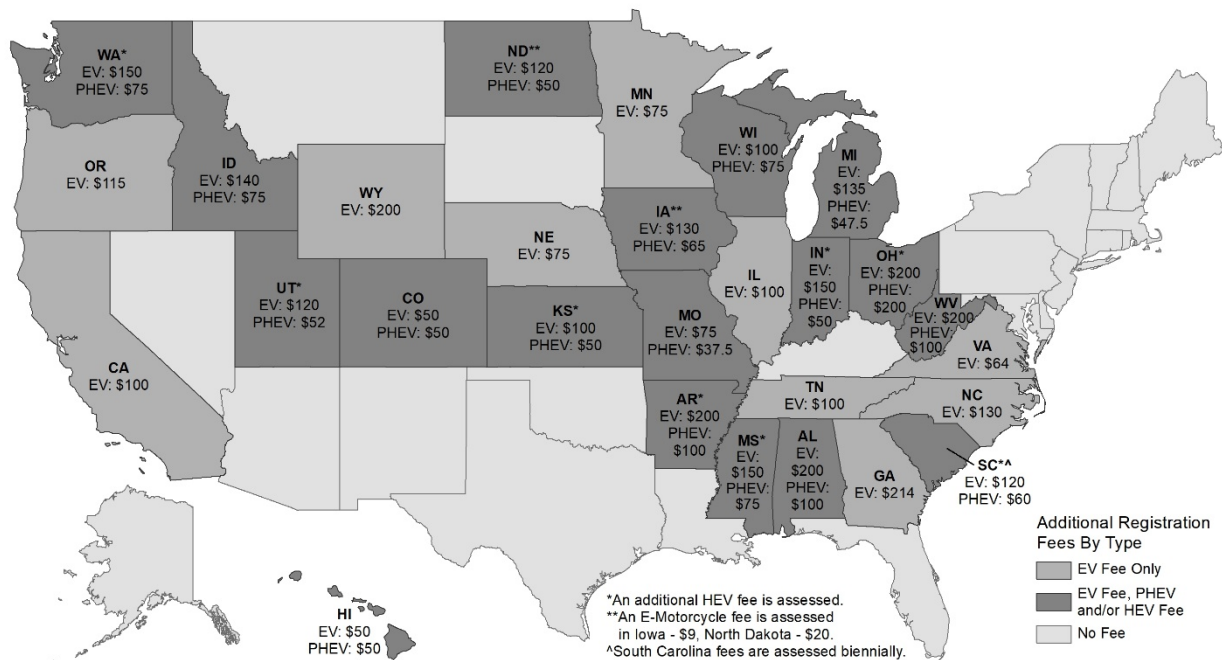 WA*
EV: $150
PHEV: $75
ND**
EV: $120
PHEV: $50
MN
EV: $75
OR
EV: $115
ID
EV: $140
PHEV: $75
WY
EV: $200
WI
EV: $100
PHEV: $75
MI
EV:
$135
PHEV:
$47.5
IA**
EV: $130
PHEV: $65
NE
EV: $75
UT*
EV: $120
PHEV: $52
CO
EV: $50
PHEV: $50
KS*
EV: $100
PHEV: $50
MO
EV: $75
PHEV: $37.5
IL
EV: $100
IN*
EV:
$150
PHEV:
$50
OH*
EV: $200
PHEV:
$200
WV
EV: $200
PHEV:
$100
VA
EV: $64
CA
EV: $100
TN
EV: $100
NC
EV: $130
AR*
EV: $200
PHEV:
$100
MS*
EV:
$150
PHEV:
$75
AL
EV:
$200
PHEV:
$100
GA
EV: $214
SC*^
EV: $120
PHEV: $60
HI
EV: $50
PHEV: $50
*An additional HEV fee is assessed.
**An E-Motorcycle fee is assessed
in Iowa - $9, North Dakota - $20.
^South Carolina fees are assessed biennially.
Additional Registration
Fees By Type
EV Fee Only
EV Fee, PHEV
and/or HEV Fee
No Fee